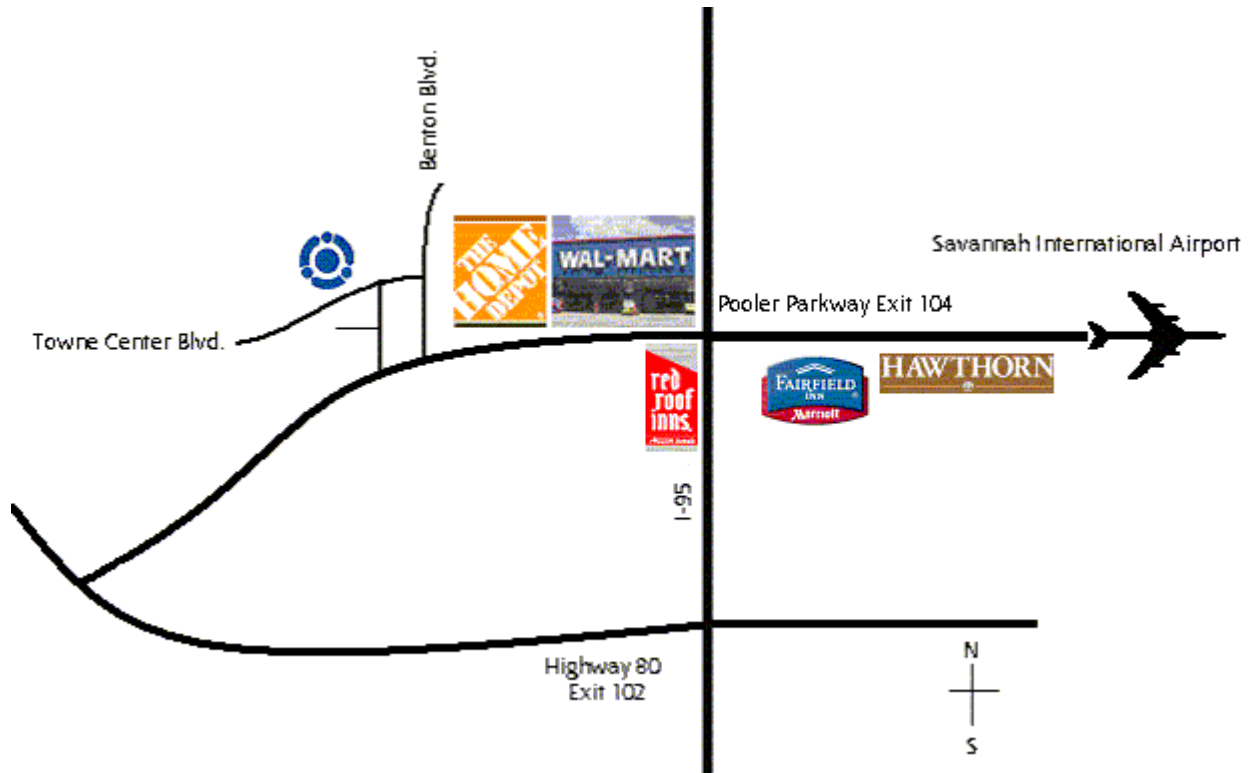 Benton Blvd.
THE
HOME
DEPOT
WAL-MART
Savannah International Airport
Pooler Parkway Exit 104
Towne Center Blvd.
red
roof
inns.
FAIRFIELD
INN
Marriott
HAWTHORN
I-95
Highway 80
Exit 102
N
S